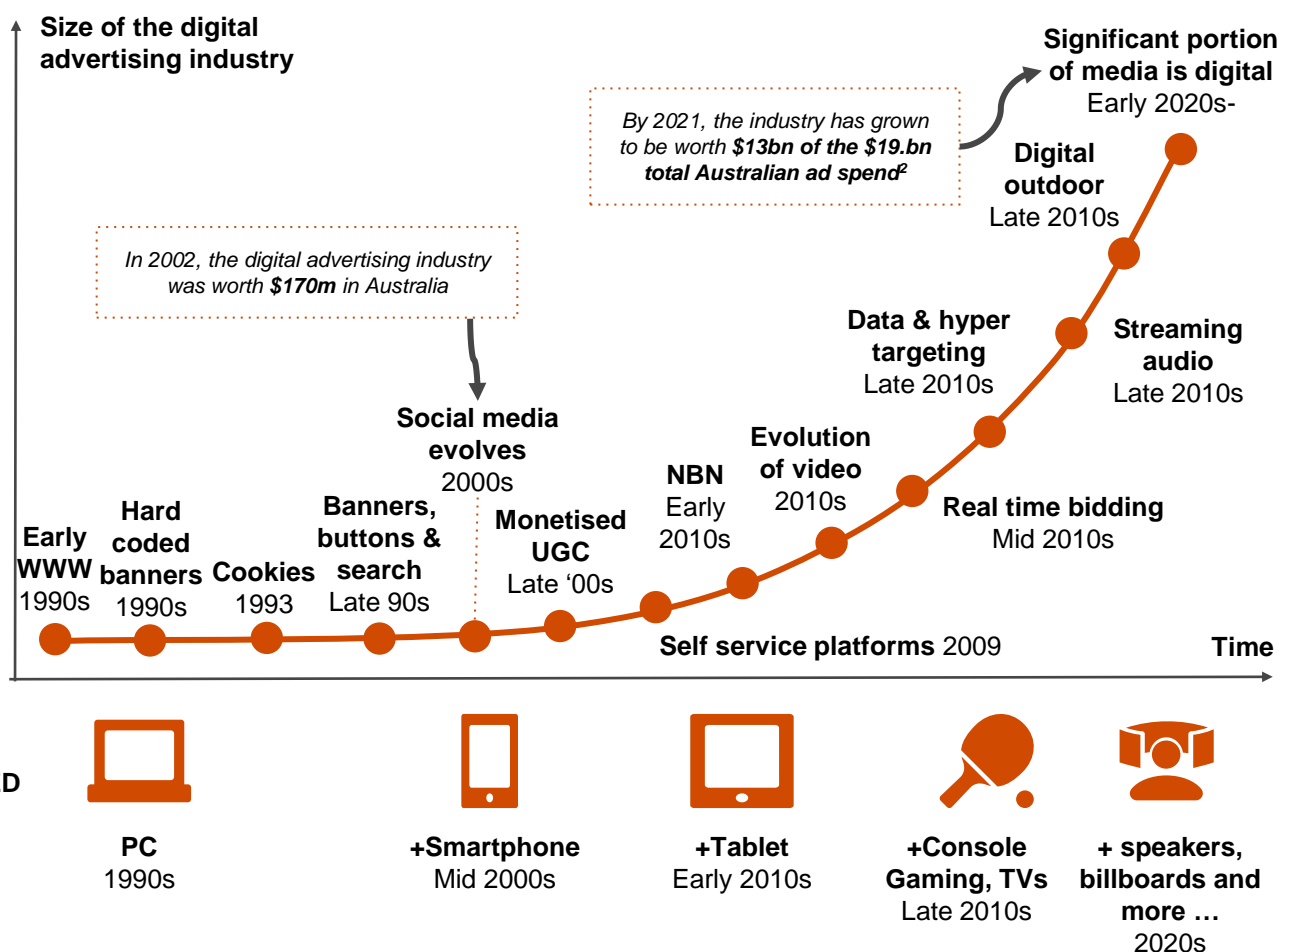 Size of the digital
advertising industry
Significant portion
of media is digital
Early 2020s-
By 2021, the industry has grown
to be worth $13bn of the $19.bn
total Australian ad spend²
Digital
outdoor
Late 2010s
In 2002, the digital advertising industry
was worth $170m in Australia
Data & hyper
targeting
Late 2010s
Streaming
audio
Late 2010s
Social media
evolves
2000s
Evolution
of video
2010s
NBN
Early
2010s
Real time bidding
Mid 2010s
Early
WWW
1990s
Hard
coded
banners
1990s
Cookies
1993
Banners,
buttons &
search
Late 90s
Monetised
UGC
Late ‘00s
Self service platforms 2009
Time
ED
PC
1990s
+Smartphone
Mid 2000s
+Tablet
Early 2010s
+Console
Gaming, TVs
Late 2010s
+ speakers,
billboards and
more …
2020s